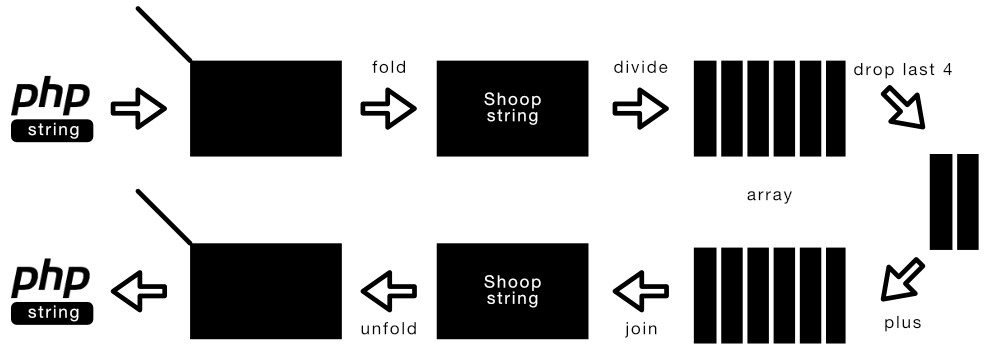 fold
divide
drop last 4
php
string
Shoop
string
array
php
string
Shoop
string
unfold
join
plus